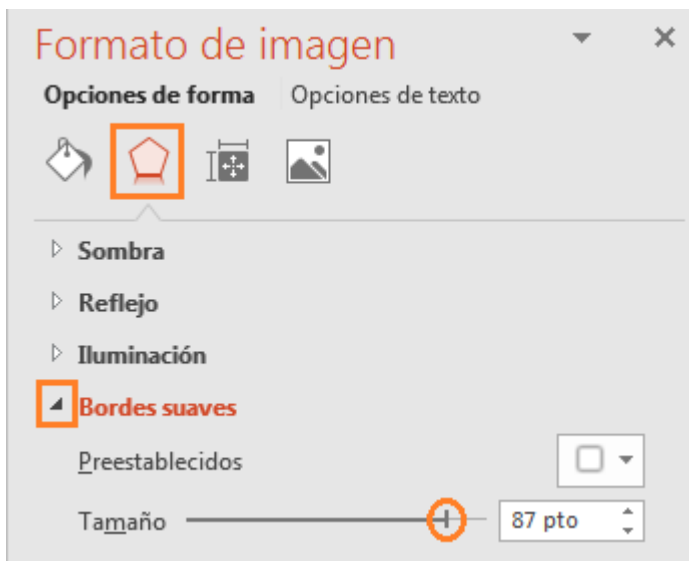 Formato de imagen
Opciones de forma Opciones de texto
Sombra
Reflejo
Iluminación
Bordes suaves
Preestablecidos
Tamaño 87 pto